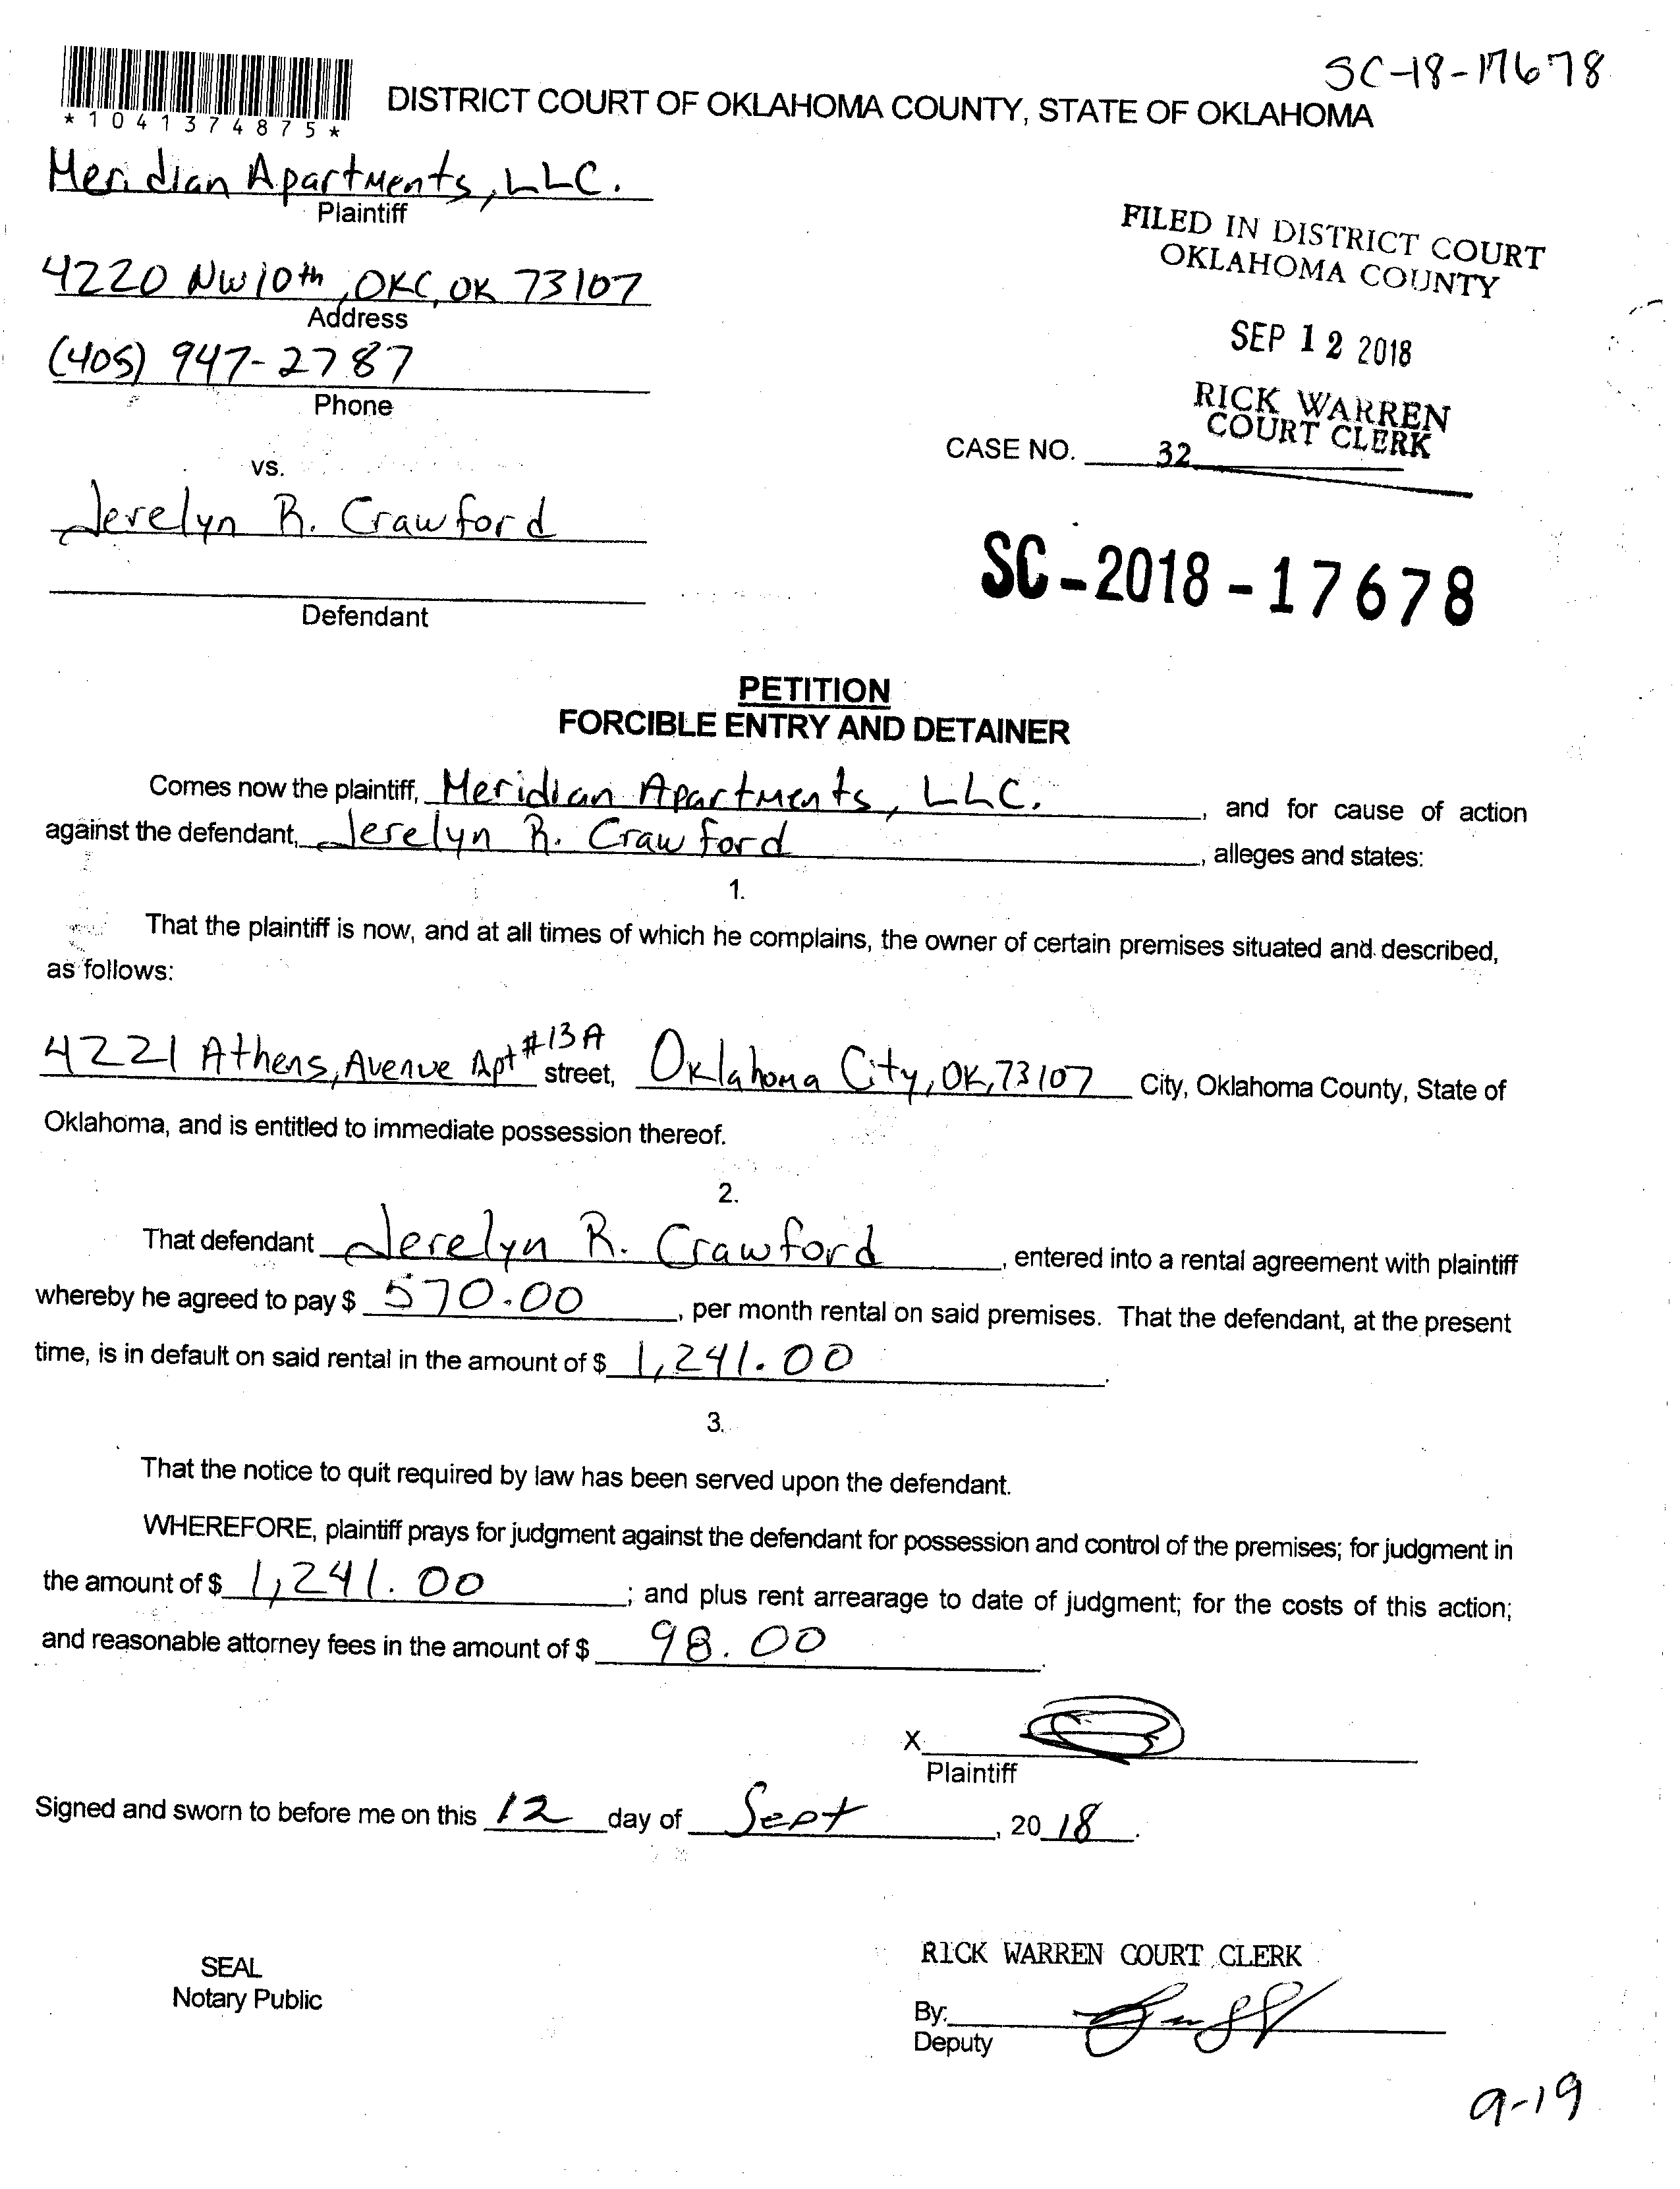 SC-18-17678
*1041374875*
DISTRICT COURT OF OKLAHOMA COUNTY, STATE OF OKLAHOMA
Meridian Apartments, LLC.
Plaintiff
4220 NW 10th, OKC, OK 73107
Address
(405) 947-2787
Phone
FILED IN DISTRICT COURT
OKLAHOMA COUNTY
SEP 12 2018
RICK WARREN
COURT CLERK
CASE NO. 32
vs.
Jerelyn R. Crawford
Defendant
SC-2018-17678
PETITION
FORCIBLE ENTRY AND DETAINER
Comes now the plaintiff, Meridian Apartments, LLC. , and for cause of action
against the defendant, Jerelyn R. Crawford , alleges and states:
1.
That the plaintiff is now, and at all times of which he complains, the owner of certain premises situated and described,
as follows:
4221 Athens, Avenue Apt #13A street, Oklahoma City, OK, 73107 City, Oklahoma County, State of
Oklahoma, and is entitled to immediate possession thereof.
2.
That defendant Jerelyn R. Crawford , entered into a rental agreement with plaintiff
whereby he agreed to pay $ 570.00 , per month rental on said premises. That the defendant, at the present
time, is in default on said rental in the amount of $ 1,241.00 .
3.
That the notice to quit required by law has been served upon the defendant.
WHEREFORE, plaintiff prays for judgment against the defendant for possession and control of the premises; for judgment in
the amount of $ 1,241.00 ; and plus rent arrearage to date of judgment; for the costs of this action;
and reasonable attorney fees in the amount of $ 98.00 .
X
Plaintiff
Signed and sworn to before me on this 12 day of Sept , 20 18 .
SEAL
Notary Public
RICK WARREN COURT CLERK
By:
Deputy
9-19